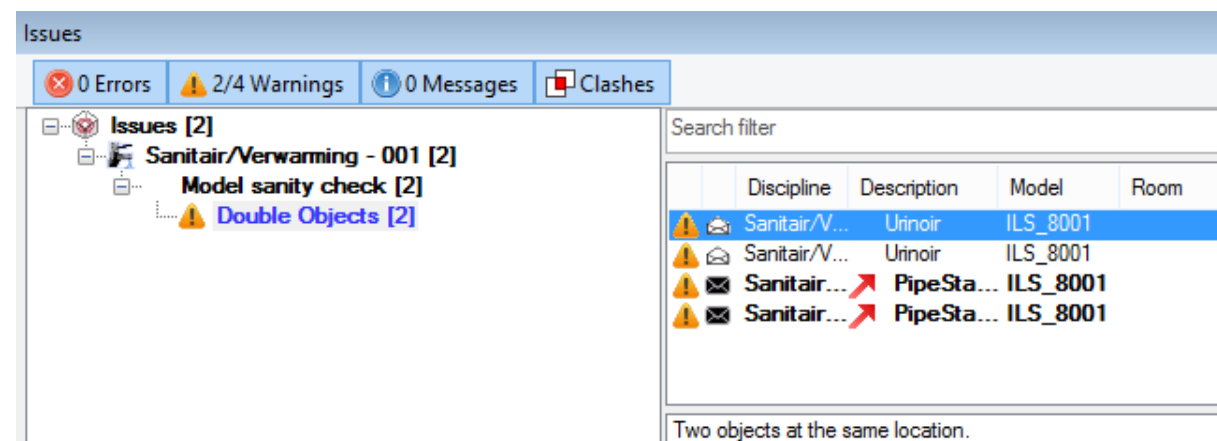 Issues
0 Errors 2/4 Warnings 0 Messages Clashes
Issues [2]
Sanitair/Verwarming - 001 [2]
Model sanity check [2]
Double Objects [2]
Search filter
Discipline Description Model Room
Sanitair/V... Urinoir ILS_8001
Sanitair/V... Urinoir ILS_8001
Sanitair... PipeSta... ILS_8001
Sanitair... PipeSta... ILS_8001
Two objects at the same location.